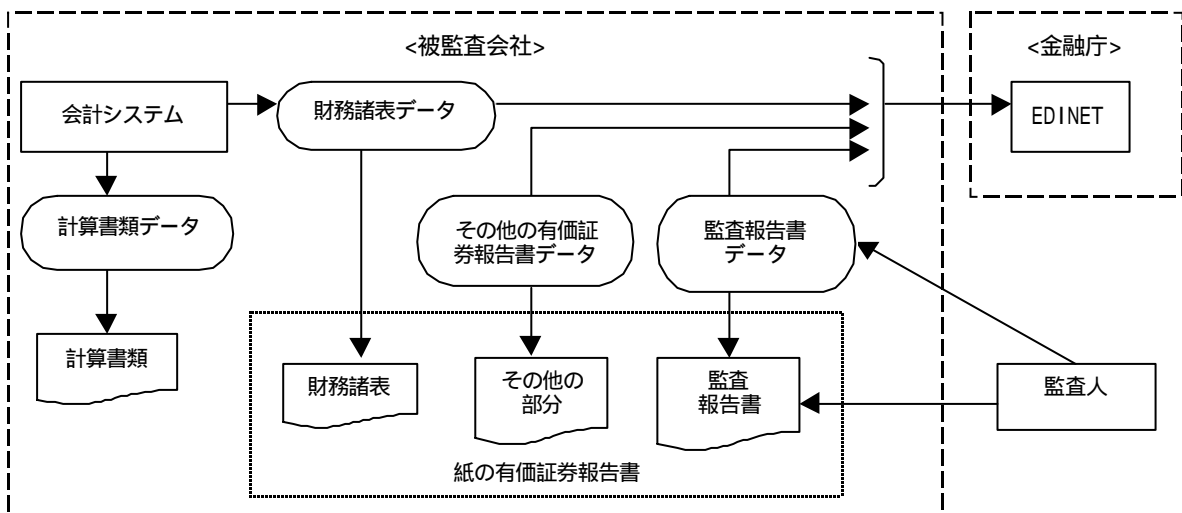 <被監査会社>
<金融庁>
会計システム
財務諸表データ
EDINET
計算書類データ
その他の有価証
券報告書データ
監査報告書
データ
計算書類
財務諸表
その他の
部分
監査
報告書
監査人
紙の有価証券報告書